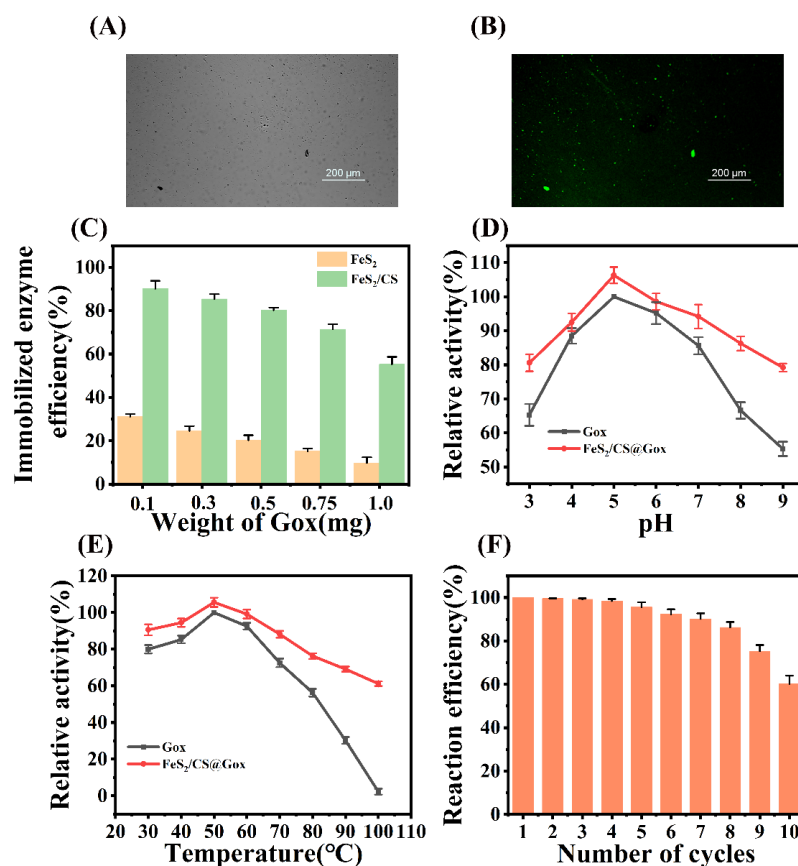 (A)
(B)
200 μm
200 μm
(C)
Immobilized enzyme
efficiency(%)
100
80
60
40
20
0
FeS₂
FeS₂/CS
0.1 0.3 0.5 0.75 1.0
Weight of Gox(mg)
(D)
Relative activity(%)
110
100
90
80
70
60
50
Gox
FeS₂/CS@Gox
3 4 5 6 7 8 9
pH
(E)
Relative activity(%)
120
100
80
60
40
20
0
Gox
FeS₂/CS@Gox
20 30 40 50 60 70 80 90 100 110
Temperature(°C)
(F)
Reaction efficiency(%)
100
80
60
40
20
0
1 2 3 4 5 6 7 8 9 10
Number of cycles